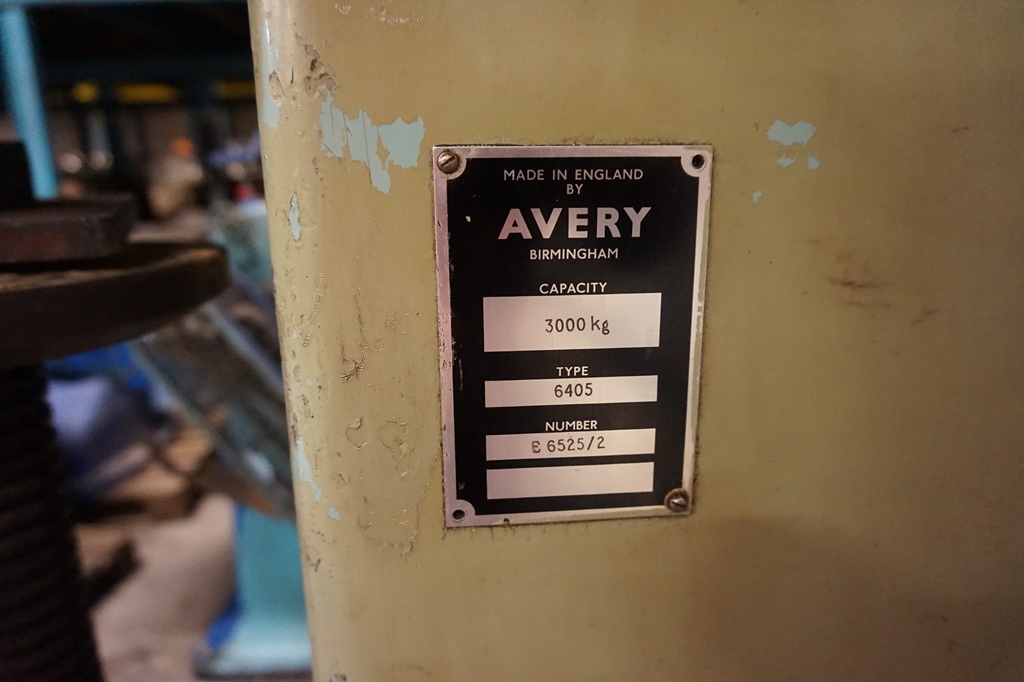 MADE IN ENGLAND
BY
AVERY
BIRMINGHAM
CAPACITY
3000 kg
TYPE
6405
NUMBER
E 6525/2